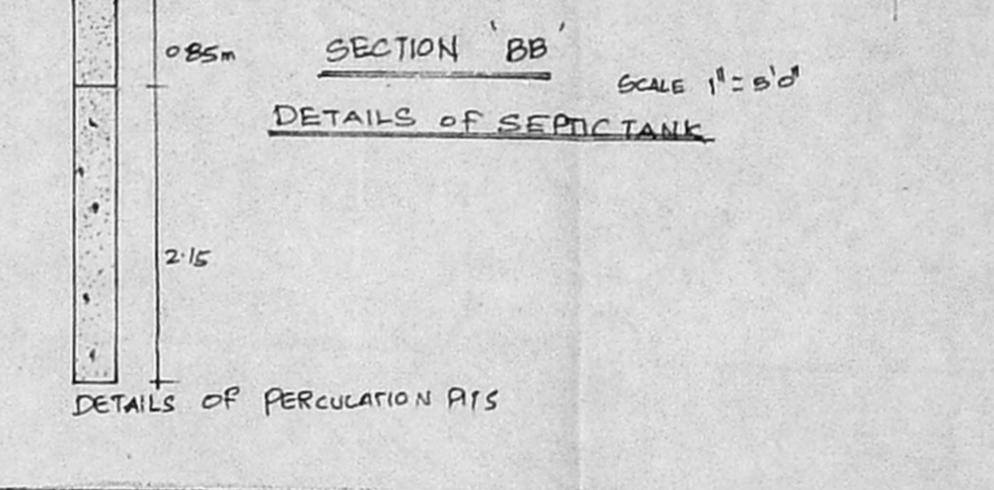 0.85m
SECTION 'BB'
SCALE 1" = 5'0"
DETAILS OF SEPTIC TANK
2.15
DETAILS OF PERCULATION PITS